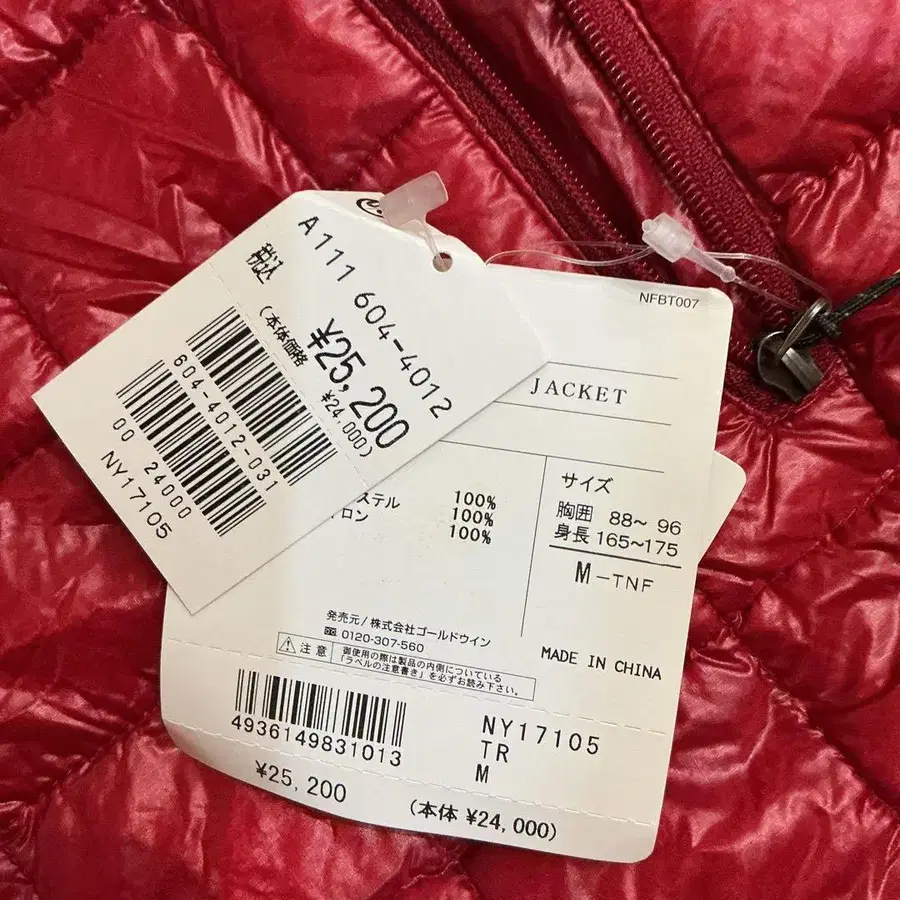 A111 604-4012
税込
¥25,200
(本体価格
¥24,000)
604-4012-031
00 24000
NY17105
NFBT007
JACKET
ステル 100%
ロン 100%
100%
サイズ
胸囲 88~ 96
身長 165~175
M-TNF
発売元/株式会社ゴールドウイン
0120-307-560
注意 御使用の際は製品の内側についている
「ラベルの注意書き」を必ずお読み下さい。
MADE IN CHINA
4936149831013
NY17105
TR
M
¥25,200
(本体 ¥24,000)